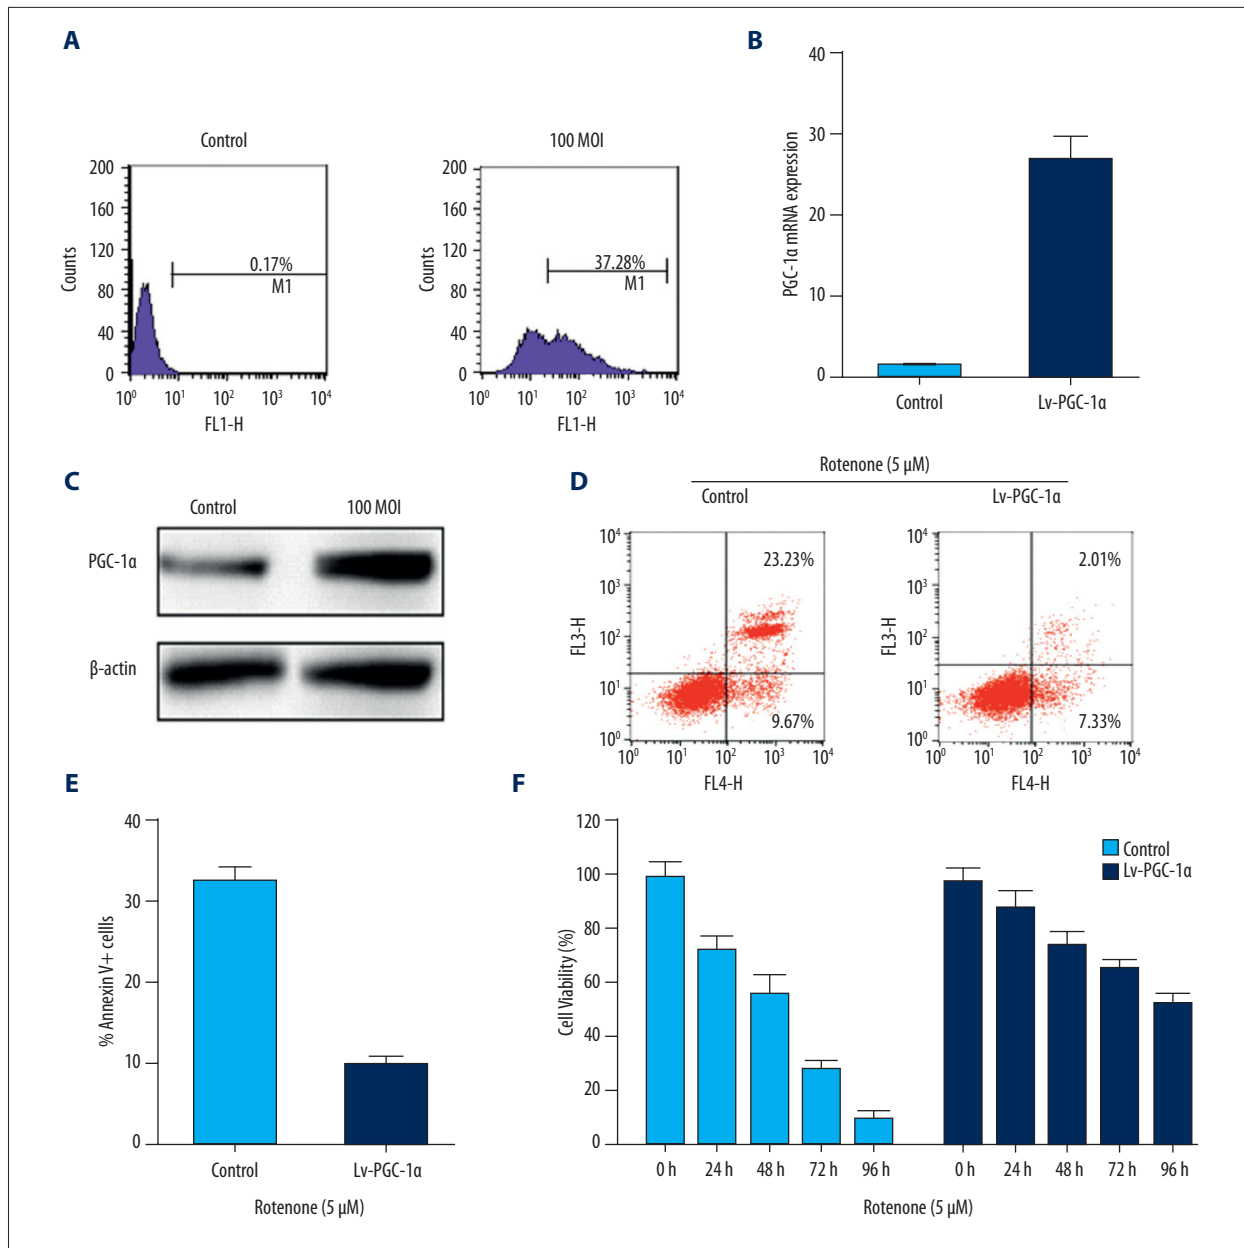 A
Control
200
160
120
80
40
0
Counts
0.17%
M1
10⁰ 10¹ 10² 10³ 10⁴
FL1-H
100 MOI
200
160
120
80
40
0
Counts
37.28%
M1
10⁰ 10¹ 10² 10³ 10⁴
FL1-H
B
40
30
20
10
0
PGC-1α mRNA expression
Control Lv-PGC-1α
C
Control 100 MOI
PGC-1α
β-actin
D
Rotenone (5 µM)
Control
10⁴
10³
10²
10¹
10⁰
FL3-H
23.23%
9.67%
10⁰ 10¹ 10² 10³ 10⁴
FL4-H
Lv-PGC-1α
10⁴
10³
10²
10¹
10⁰
FL3-H
2.01%
7.33%
10⁰ 10¹ 10² 10³ 10⁴
FL4-H
E
40
30
20
10
0
% Annexin V+ cellls
Control Lv-PGC-1α
Rotenone (5 µM)
F
120
100
80
60
40
20
0
Cell Viability (%)
Control
Lv-PGC-1α
0 h 24 h 48 h 72 h 96 h 0 h 24 h 48 h 72 h 96 h
Rotenone (5 µM)